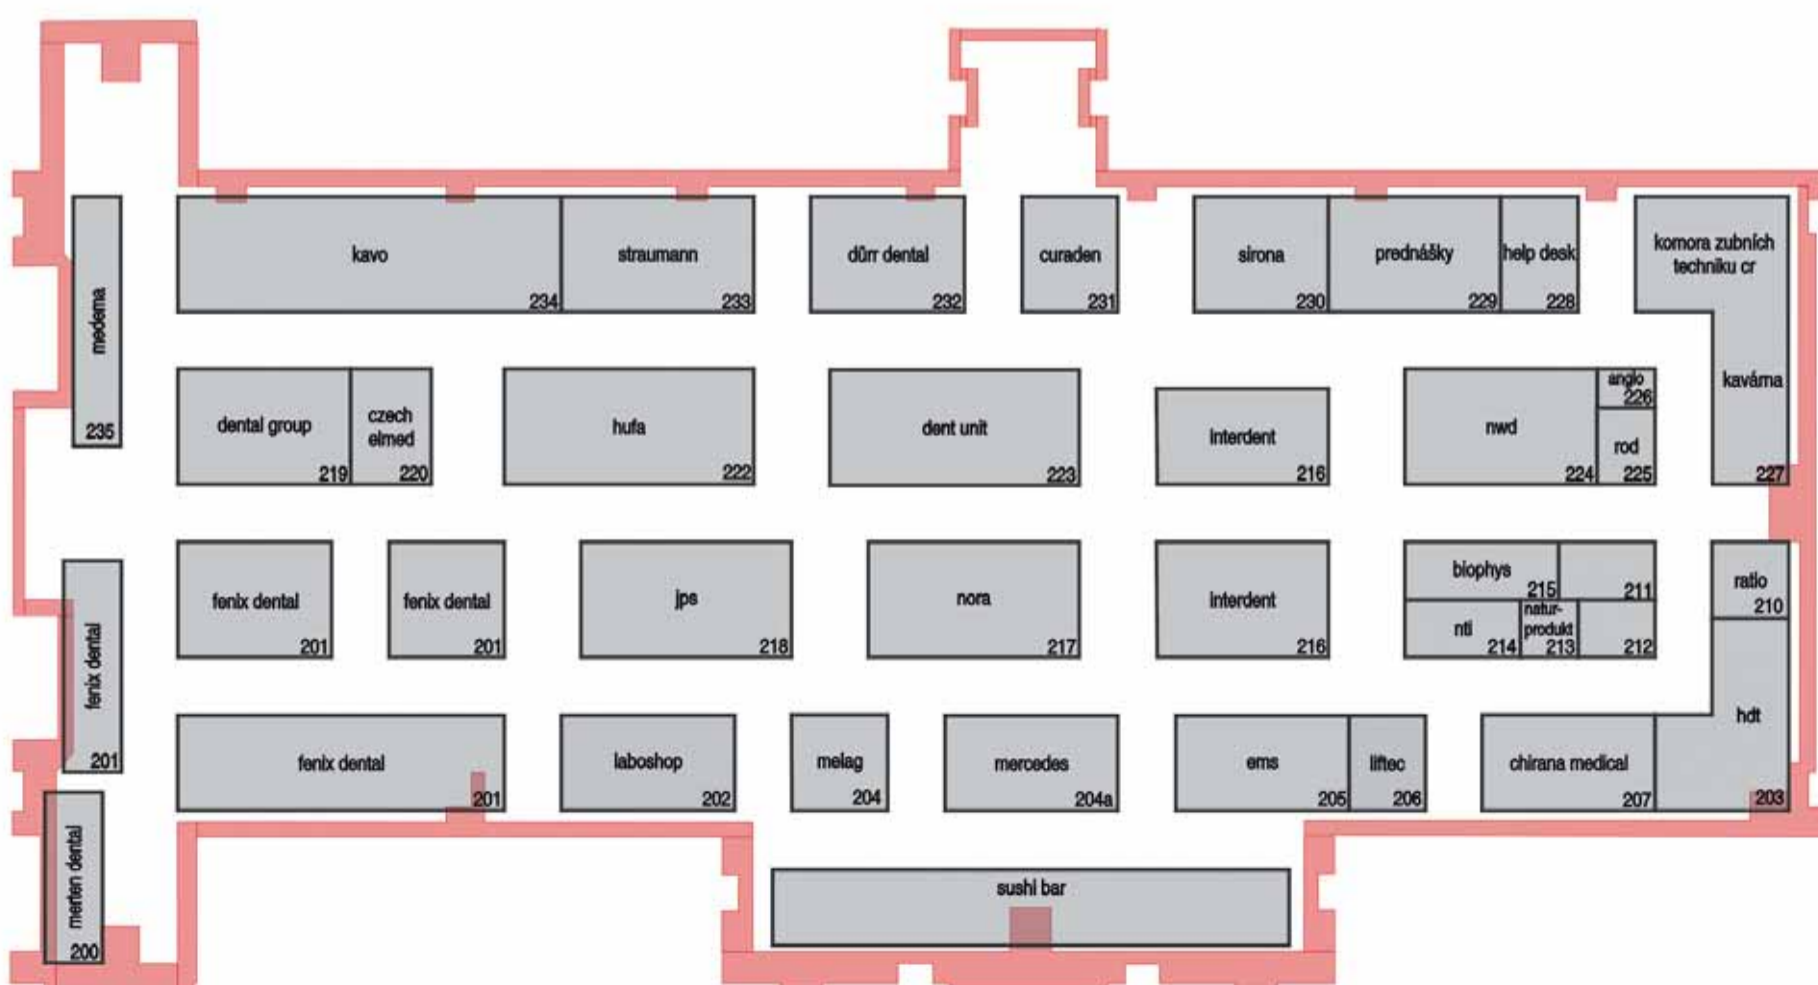 kavo
234
straumann
233
dürr dental
232
curaden
231
sirona
230
prednášky
229
help desk
228
komora zubních
techniku cr
kavárna
227
medema
235
dental group
219
czech
elmed
220
hufa
222
dent unit
223
interdent
216
nwd
224
anglo
226
rod
225
fenix dental
201
fenix dental
201
fenix dental
201
jps
218
nora
217
interdent
216
biophys
215
211
nti
214
natur-
produkt
213
212
ratio
210
hdt
203
fenix dental
201
laboshop
202
melag
204
mercedes
204a
ems
205
liftec
206
chirana medical
207
merten dental
200
sushi bar